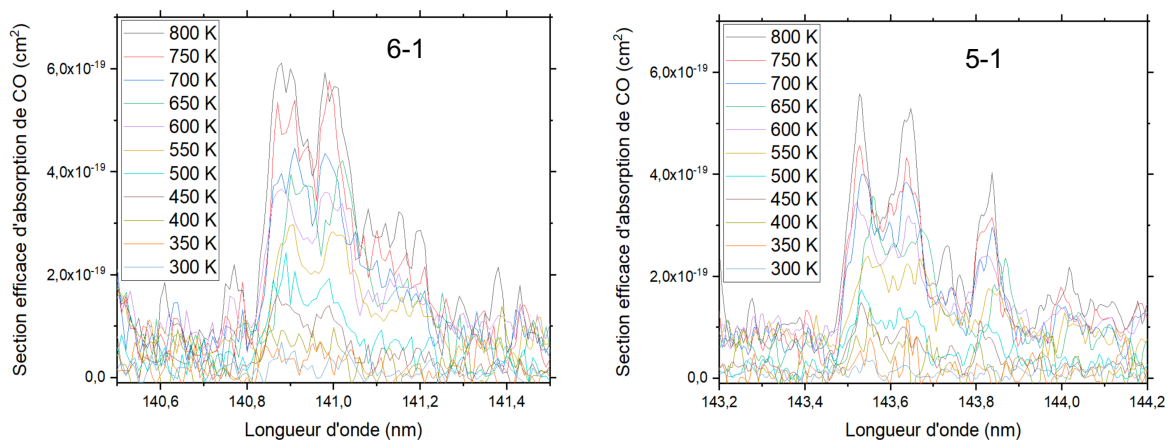 Section efficace d'absorption de CO (cm²)
6,0x10⁻¹⁹
4,0x10⁻¹⁹
2,0x10⁻¹⁹
0,0
800 K
750 K
700 K
650 K
600 K
550 K
500 K
450 K
400 K
350 K
300 K
6-1
140,6 140,8 141,0 141,2 141,4
Longueur d'onde (nm)
Section efficace d'absorption de CO (cm²)
6,0x10⁻¹⁹
4,0x10⁻¹⁹
2,0x10⁻¹⁹
0,0
800 K
750 K
700 K
650 K
600 K
550 K
500 K
450 K
400 K
350 K
300 K
5-1
143,2 143,4 143,6 143,8 144,0 144,2
Longueur d'onde (nm)